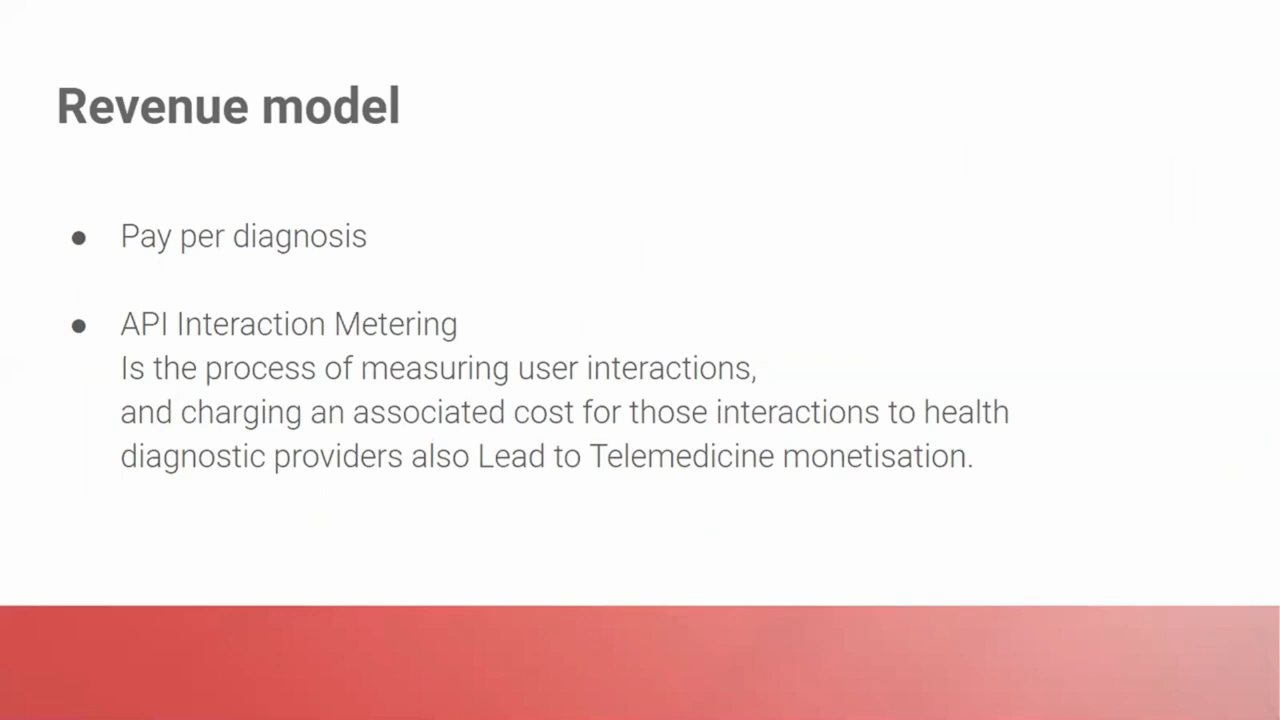 Revenue model
● Pay per diagnosis
● API Interaction Metering
Is the process of measuring user interactions,
and charging an associated cost for those interactions to health
diagnostic providers also Lead to Telemedicine monetisation.